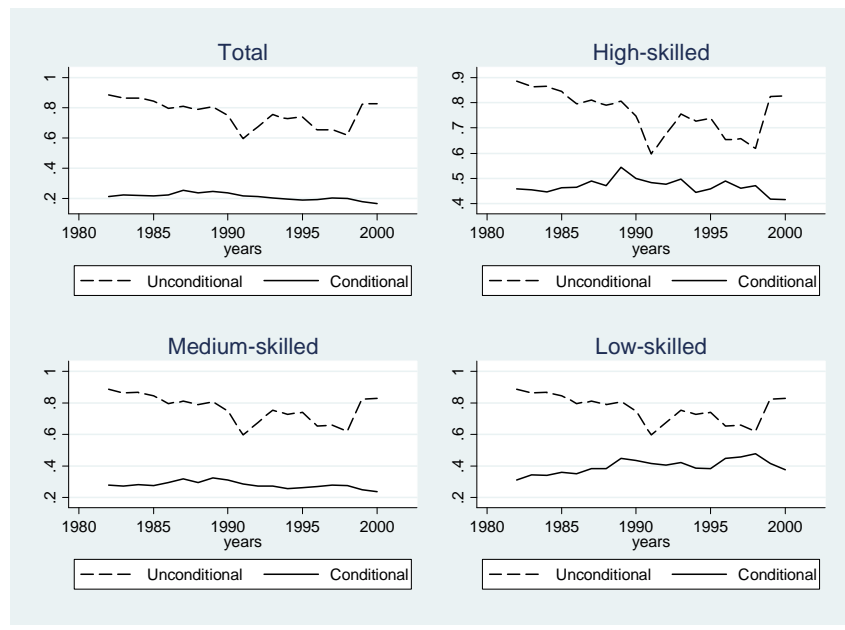 Total
1
.8
.6
.4
.2
1980 1985 1990 1995 2000
years
Unconditional Conditional
High-skilled
.9
.8
.7
.6
.5
.4
1980 1985 1990 1995 2000
years
Unconditional Conditional
Medium-skilled
1
.8
.6
.4
.2
1980 1985 1990 1995 2000
years
Unconditional Conditional
Low-skilled
1
.8
.6
.4
.2
1980 1985 1990 1995 2000
years
Unconditional Conditional